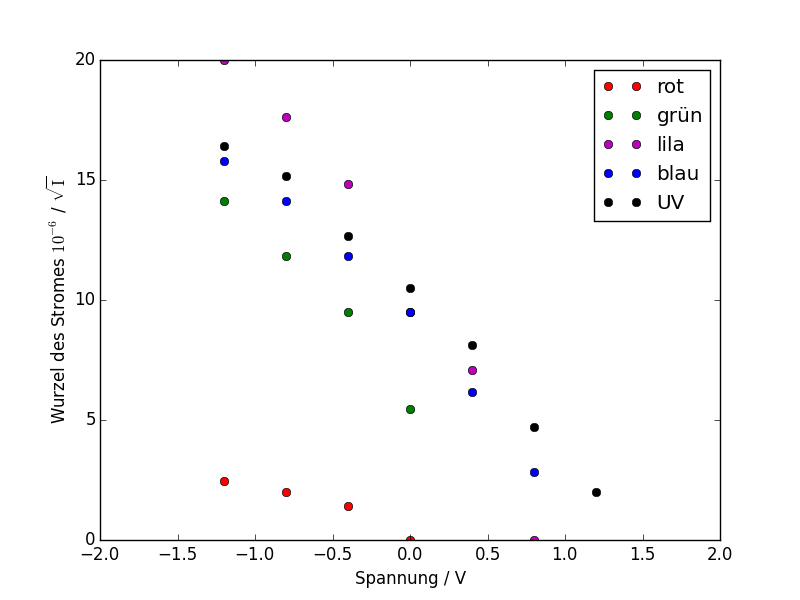 20
15
10
5
0
−2.0 −1.5 −1.0 −0.5 0.0 0.5 1.0 1.5 2.0
Spannung / V
Wurzel des Stromes 10⁻⁶ / √I
rot
grün
lila
blau
UV